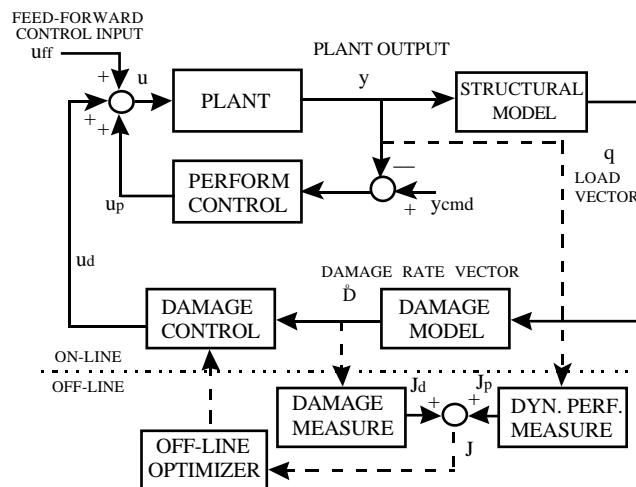 FEED-FORWARD
CONTROL INPUT
uff
PLANT OUTPUT
+
u
y
PLANT
STRUCTURAL
MODEL
+
+
—
q
LOAD
VECTOR
PERFORM
CONTROL
up
+
ycmd
ud
DAMAGE RATE VECTOR
D̊
DAMAGE
CONTROL
DAMAGE
MODEL
ON-LINE
OFF-LINE
DAMAGE
MEASURE
Jd
+
+
Jp
DYN. PERF.
MEASURE
J
OFF-LINE
OPTIMIZER